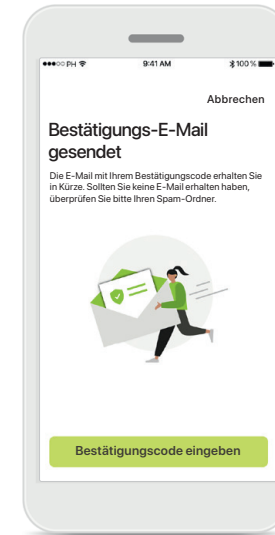 ●●●○○ PH 9:41 AM 100 %
Abbrechen
Bestätigungs-E-Mail
gesendet
Die E-Mail mit Ihrem Bestätigungscode erhalten Sie
in Kürze. Sollten Sie keine E-Mail erhalten haben,
überprüfen Sie bitte Ihren Spam-Ordner.
Bestätigungscode eingeben